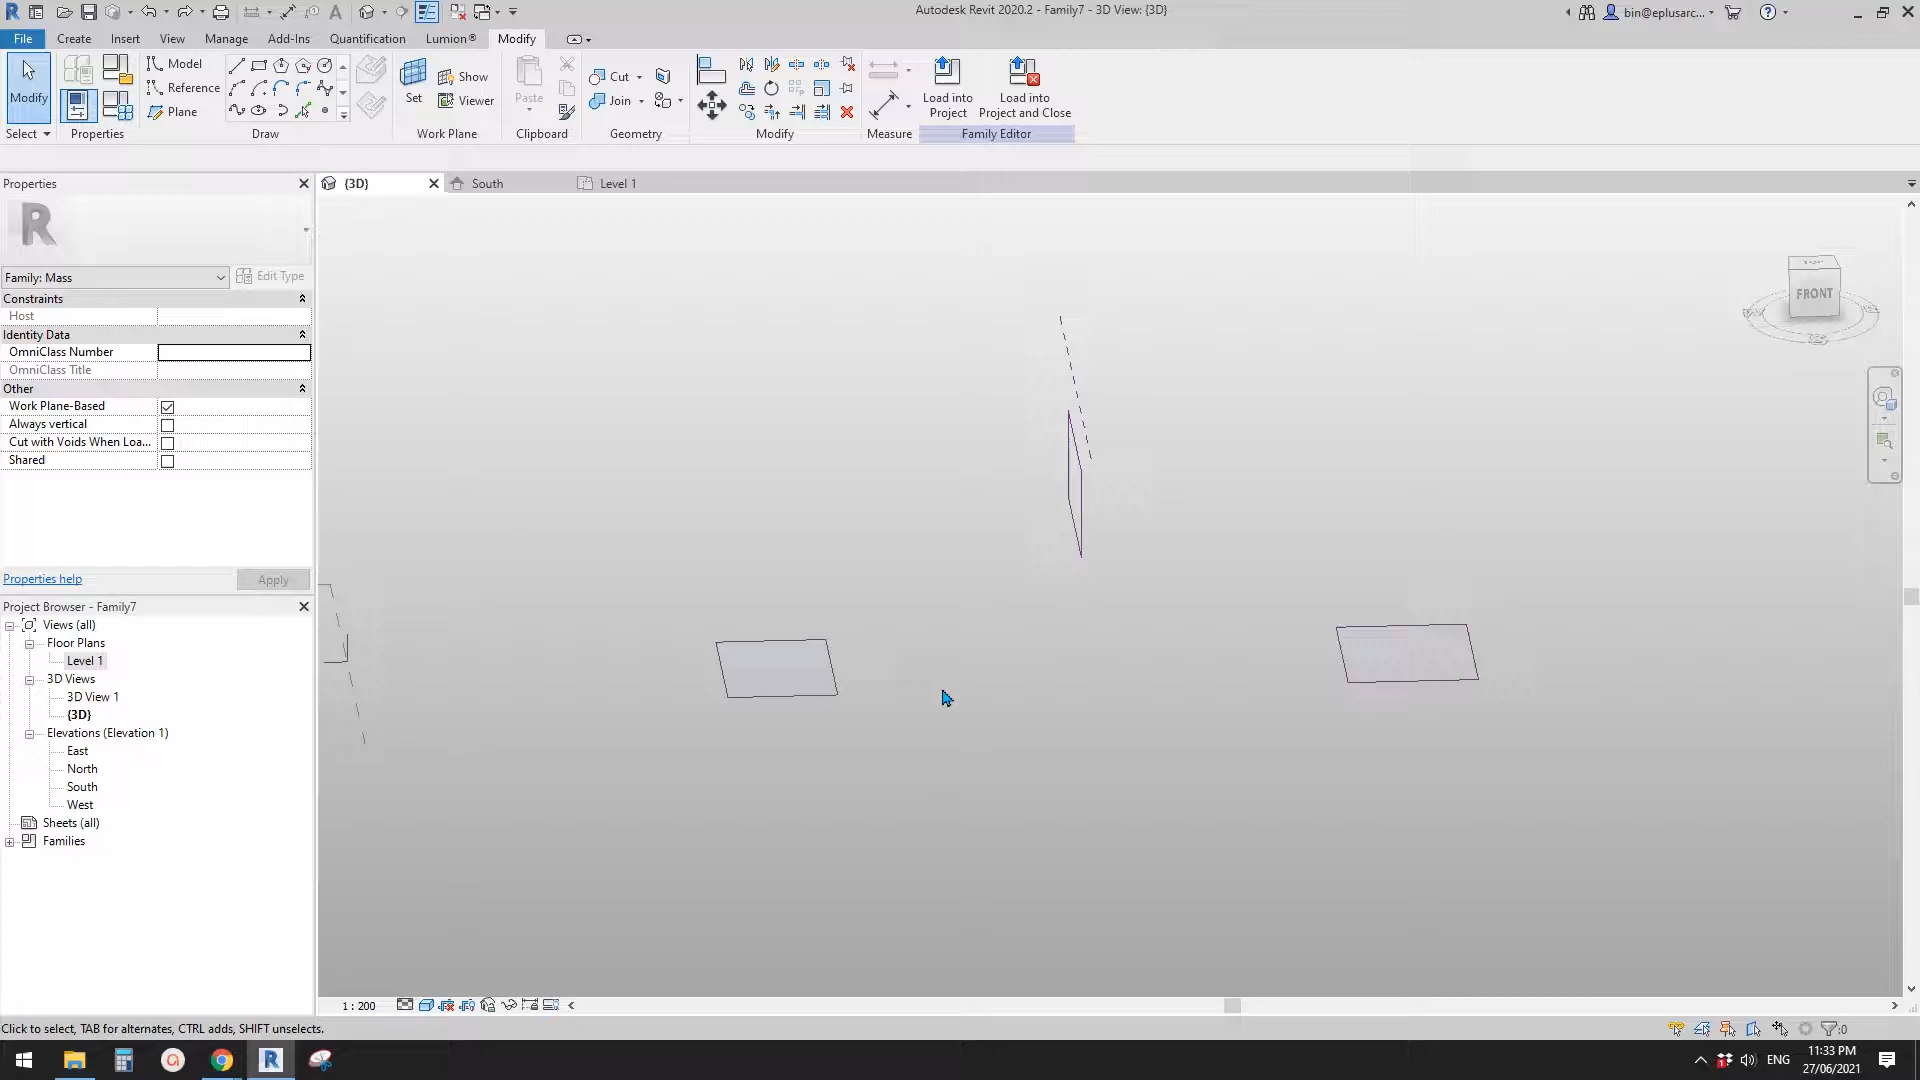 Autodesk Revit 2020.2 - Family7 - 3D View: {3D}
bin@eplusarc...
File Create Insert View Manage Add-Ins Quantification Lumion® Modify
Modify
Select
Properties
Model
Reference
Plane
Draw
Set
Show
Viewer
Work Plane
Paste
Clipboard
Cut
Join
Geometry
Modify
Measure
Load into
Project
Load into
Project and Close
Family Editor
Properties
{3D}
South
Level 1
Family: Mass
Edit Type
Constraints
Host
Identity Data
OmniClass Number
OmniClass Title
Other
Work Plane-Based
Always vertical
Cut with Voids When Loa...
Shared
Properties help
Apply
Project Browser - Family7
Views (all)
Floor Plans
Level 1
3D Views
3D View 1
{3D}
Elevations (Elevation 1)
East
North
South
West
Sheets (all)
Families
TOP
FRONT
1 : 200
Click to select, TAB for alternates, CTRL adds, SHIFT unselects.
:0
ENG
11:33 PM
27/06/2021